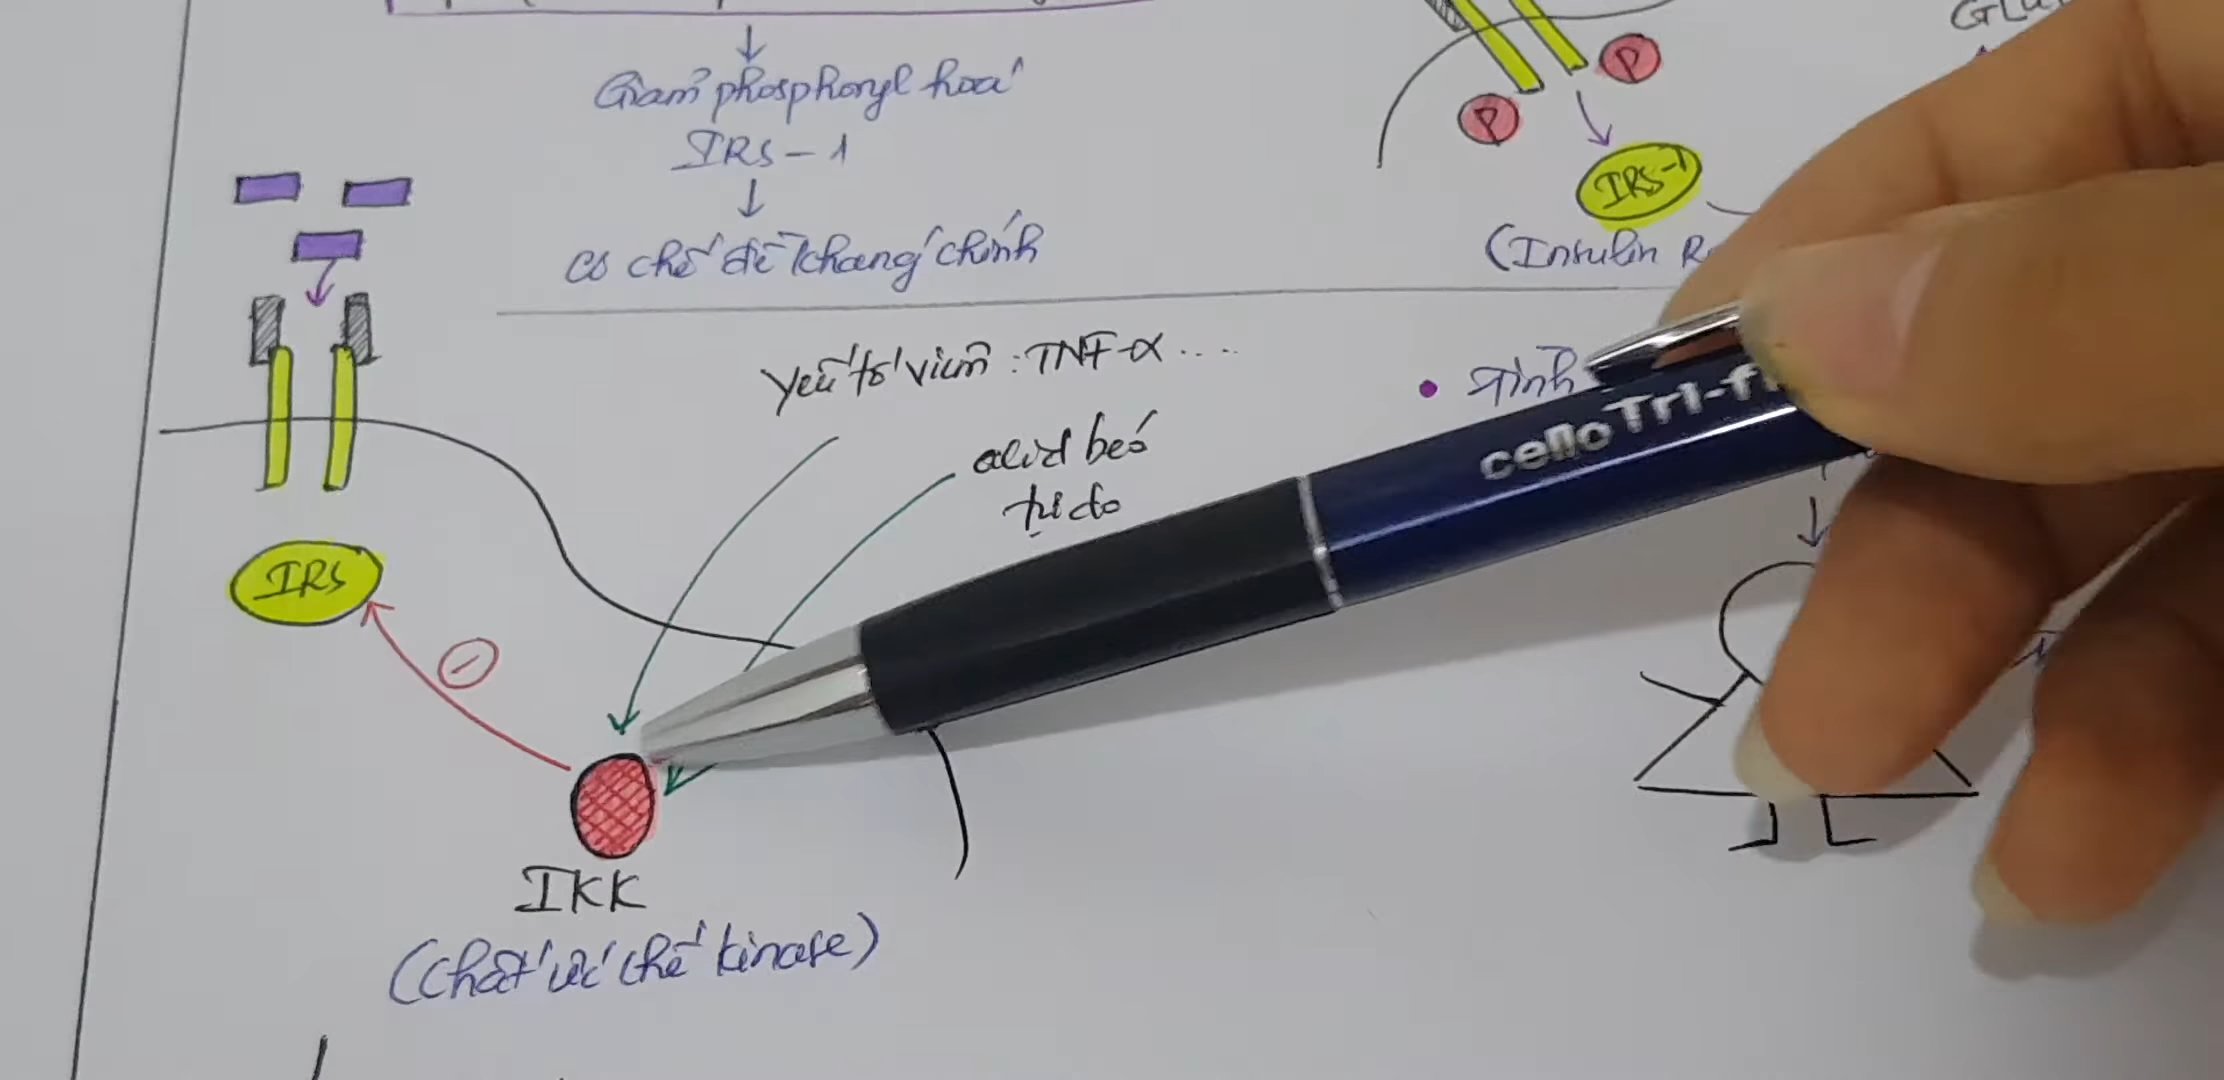 Giảm phosphoryl hoá
IRS-1
cơ chế đề kháng chính
P
P
IRS-1
(Insulin R
yếu tố viêm: TNF-α ....
acid béo
tự do
cello Tri-
IRS
IKK
(chất ức chế kinase)